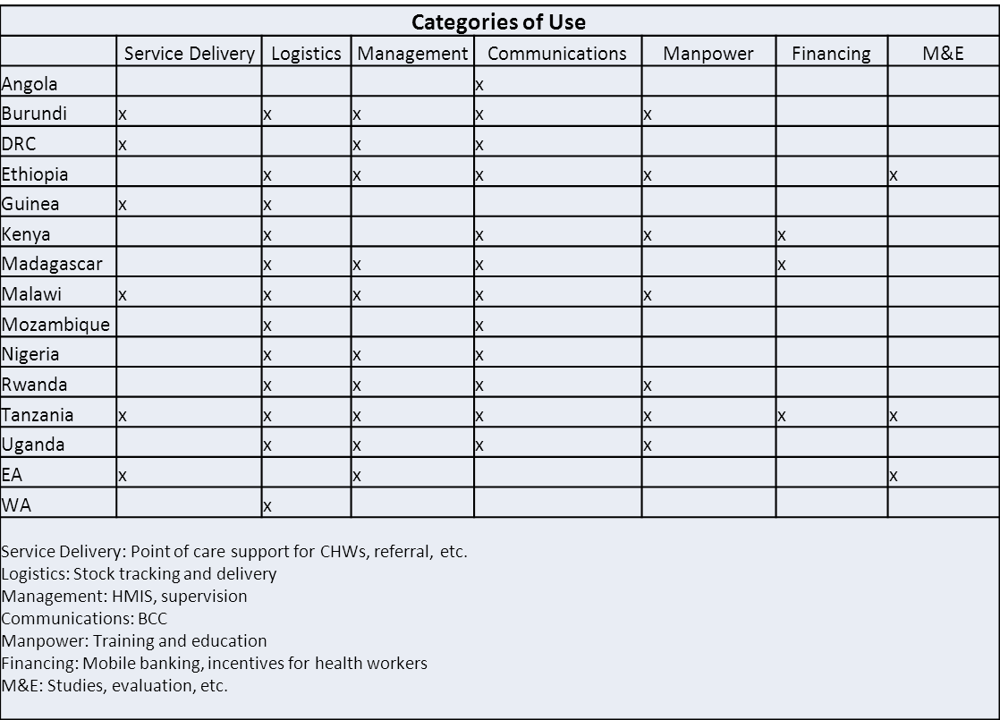 Categories of Use
Service Delivery Logistics Management Communications Manpower Financing M&E
Angola x
Burundi x x x x x
DRC x x x
Ethiopia x x x x x
Guinea x x
Kenya x x x x
Madagascar x x x x
Malawi x x x x x
Mozambique x x
Nigeria x x x
Rwanda x x x x
Tanzania x x x x x x x
Uganda x x x x
EA x x x
WA x
Service Delivery: Point of care support for CHWs, referral, etc.
Logistics: Stock tracking and delivery
Management: HMIS, supervision
Communications: BCC
Manpower: Training and education
Financing: Mobile banking, incentives for health workers
M&E: Studies, evaluation, etc.